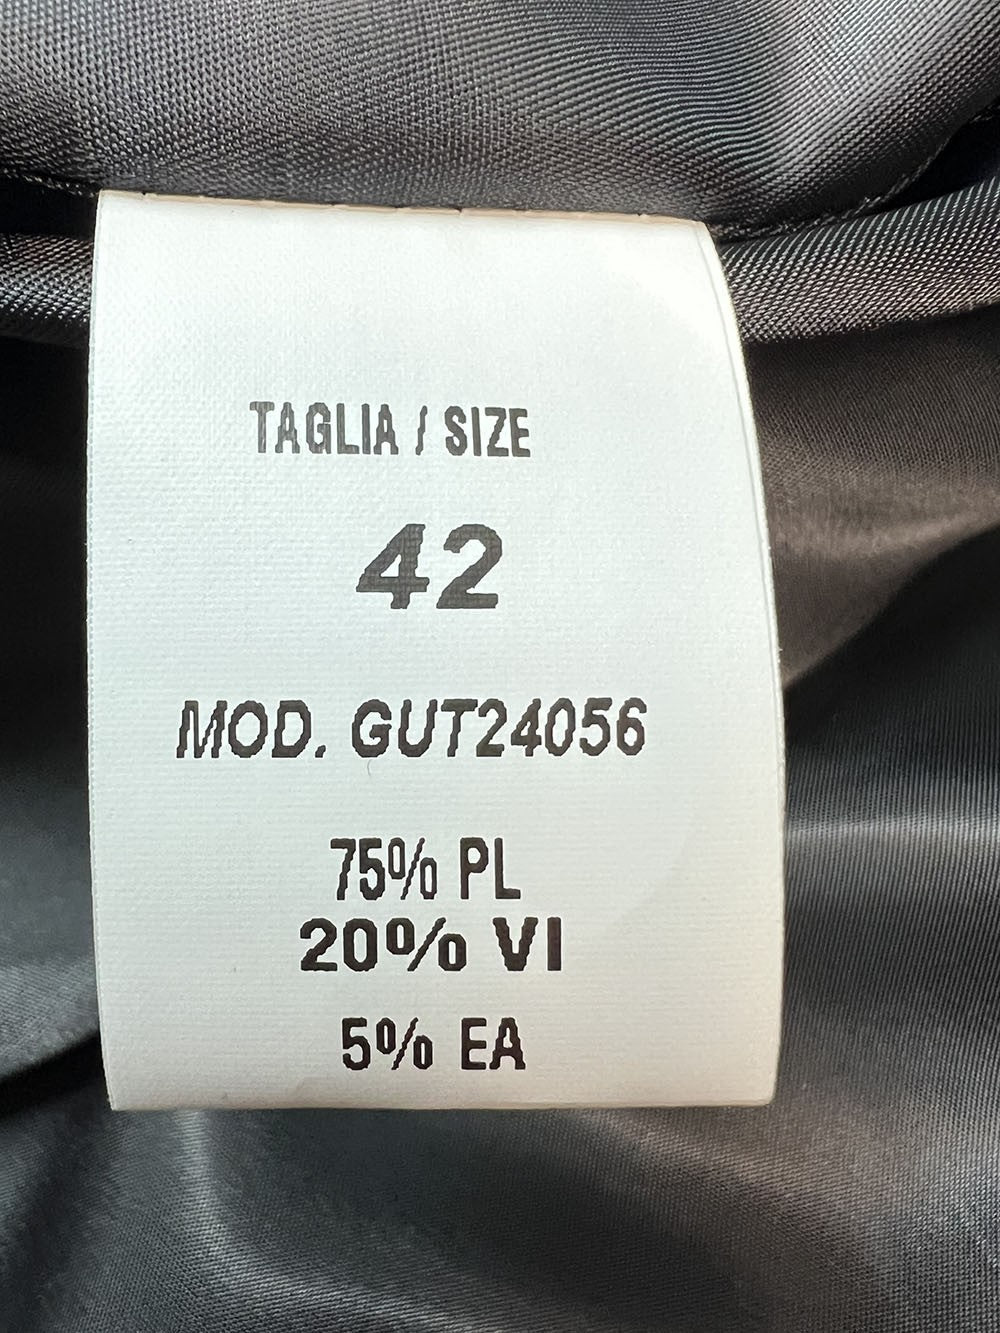 TAGLIA / SIZE
42
MOD. GUT24056
75% PL
20% VI
5% EA